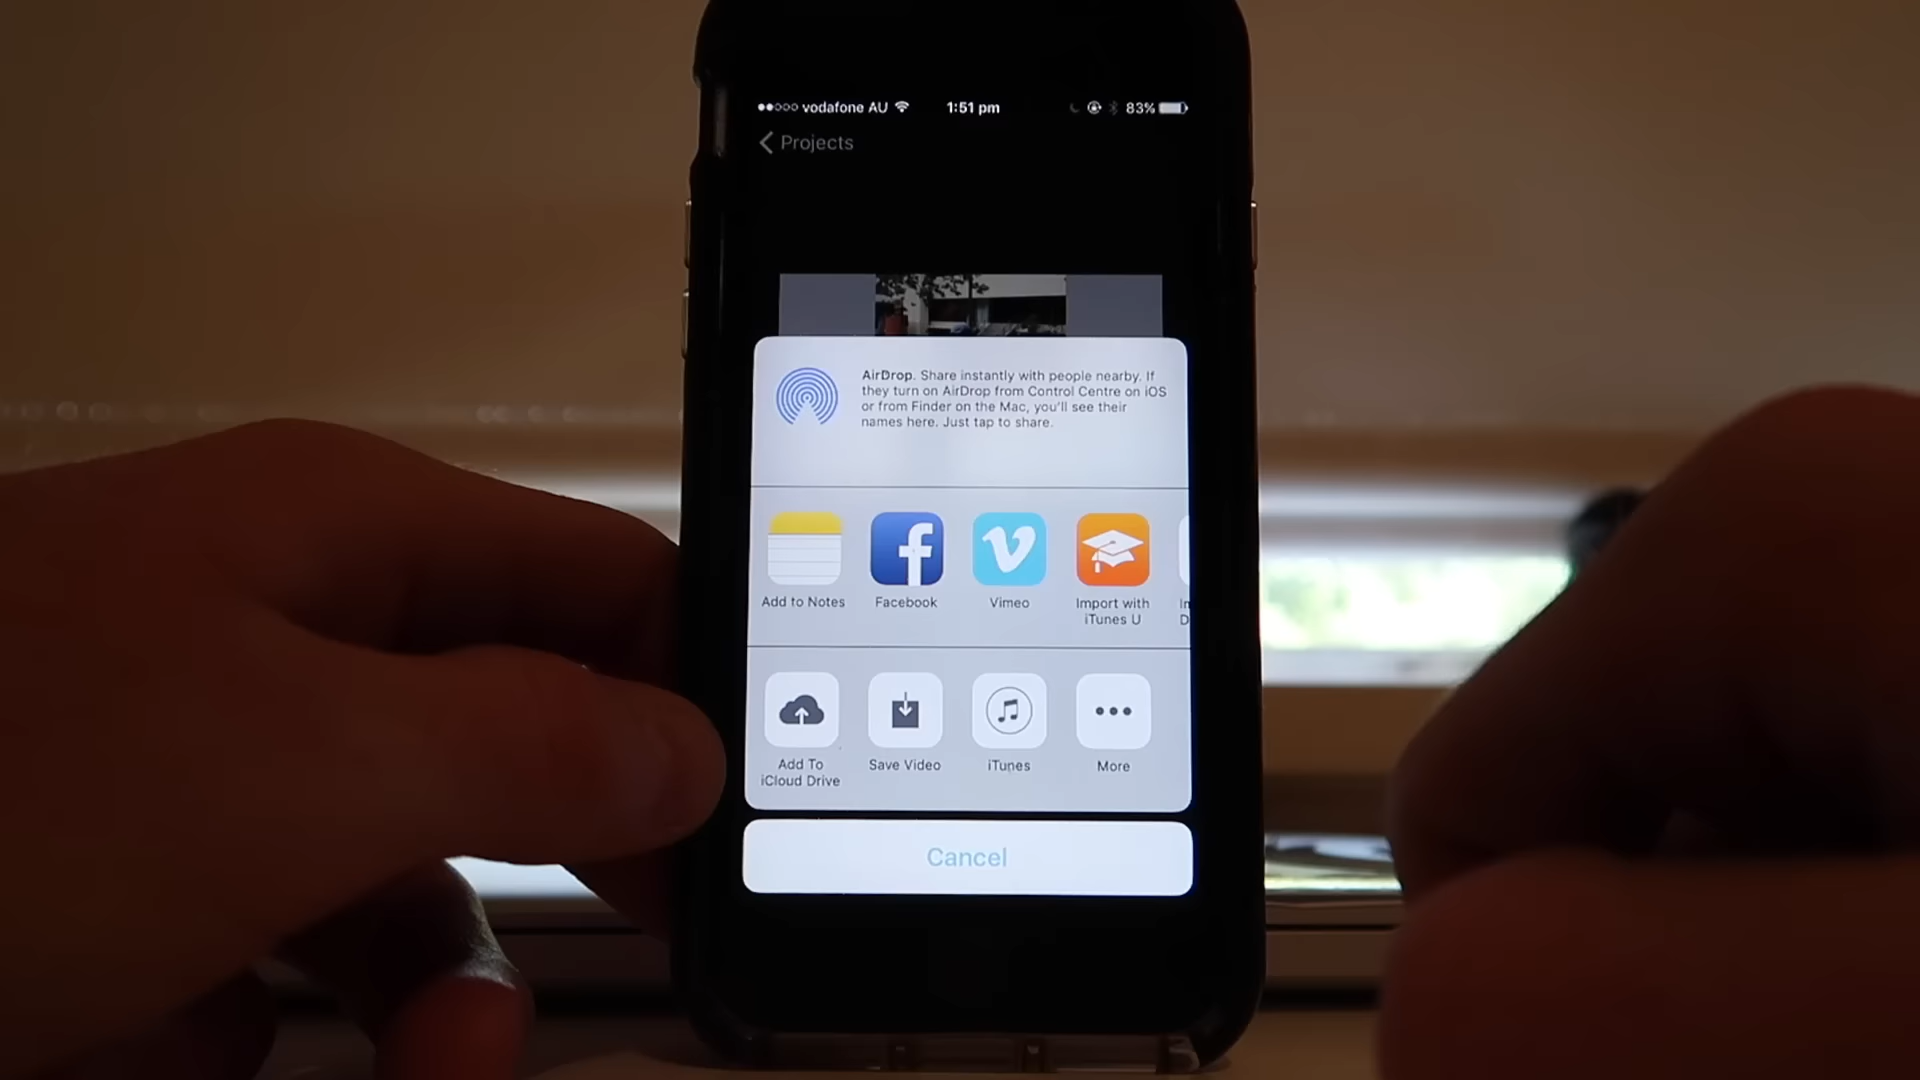 vodafone AU 1:51 pm 83%
Projects
AirDrop. Share instantly with people nearby. If
they turn on AirDrop from Control Centre on iOS
or from Finder on the Mac, you'll see their
names here. Just tap to share.
Add to Notes
Facebook
Vimeo
Import with
iTunes U
Add To
iCloud Drive
Save Video
iTunes
More
Cancel